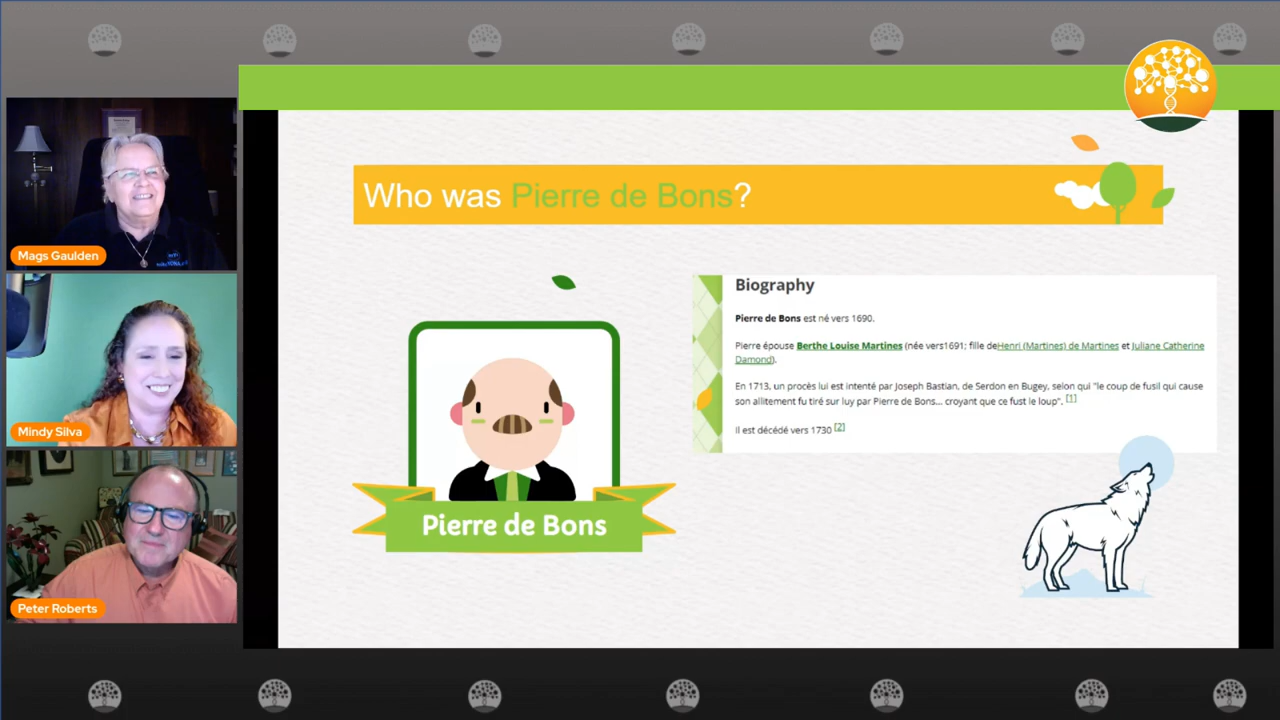 Mags Gaulden
Mindy Silva
Peter Roberts
Who was Pierre de Bons?
Pierre de Bons
Biography
Pierre de Bons est né vers 1690.
Pierre épouse Berthe Louise Martines (née vers1691; fille deHenri (Martines) de Martines et Juliane Catherine
Damond).
En 1713, un procès lui est intenté par Joseph Bastian, de Serdon en Bugey, selon qui "le coup de fusil qui cause
son allitement fu tiré sur luy par Pierre de Bons... croyant que ce fust le loup". [1]
Il est décédé vers 1730 [2]